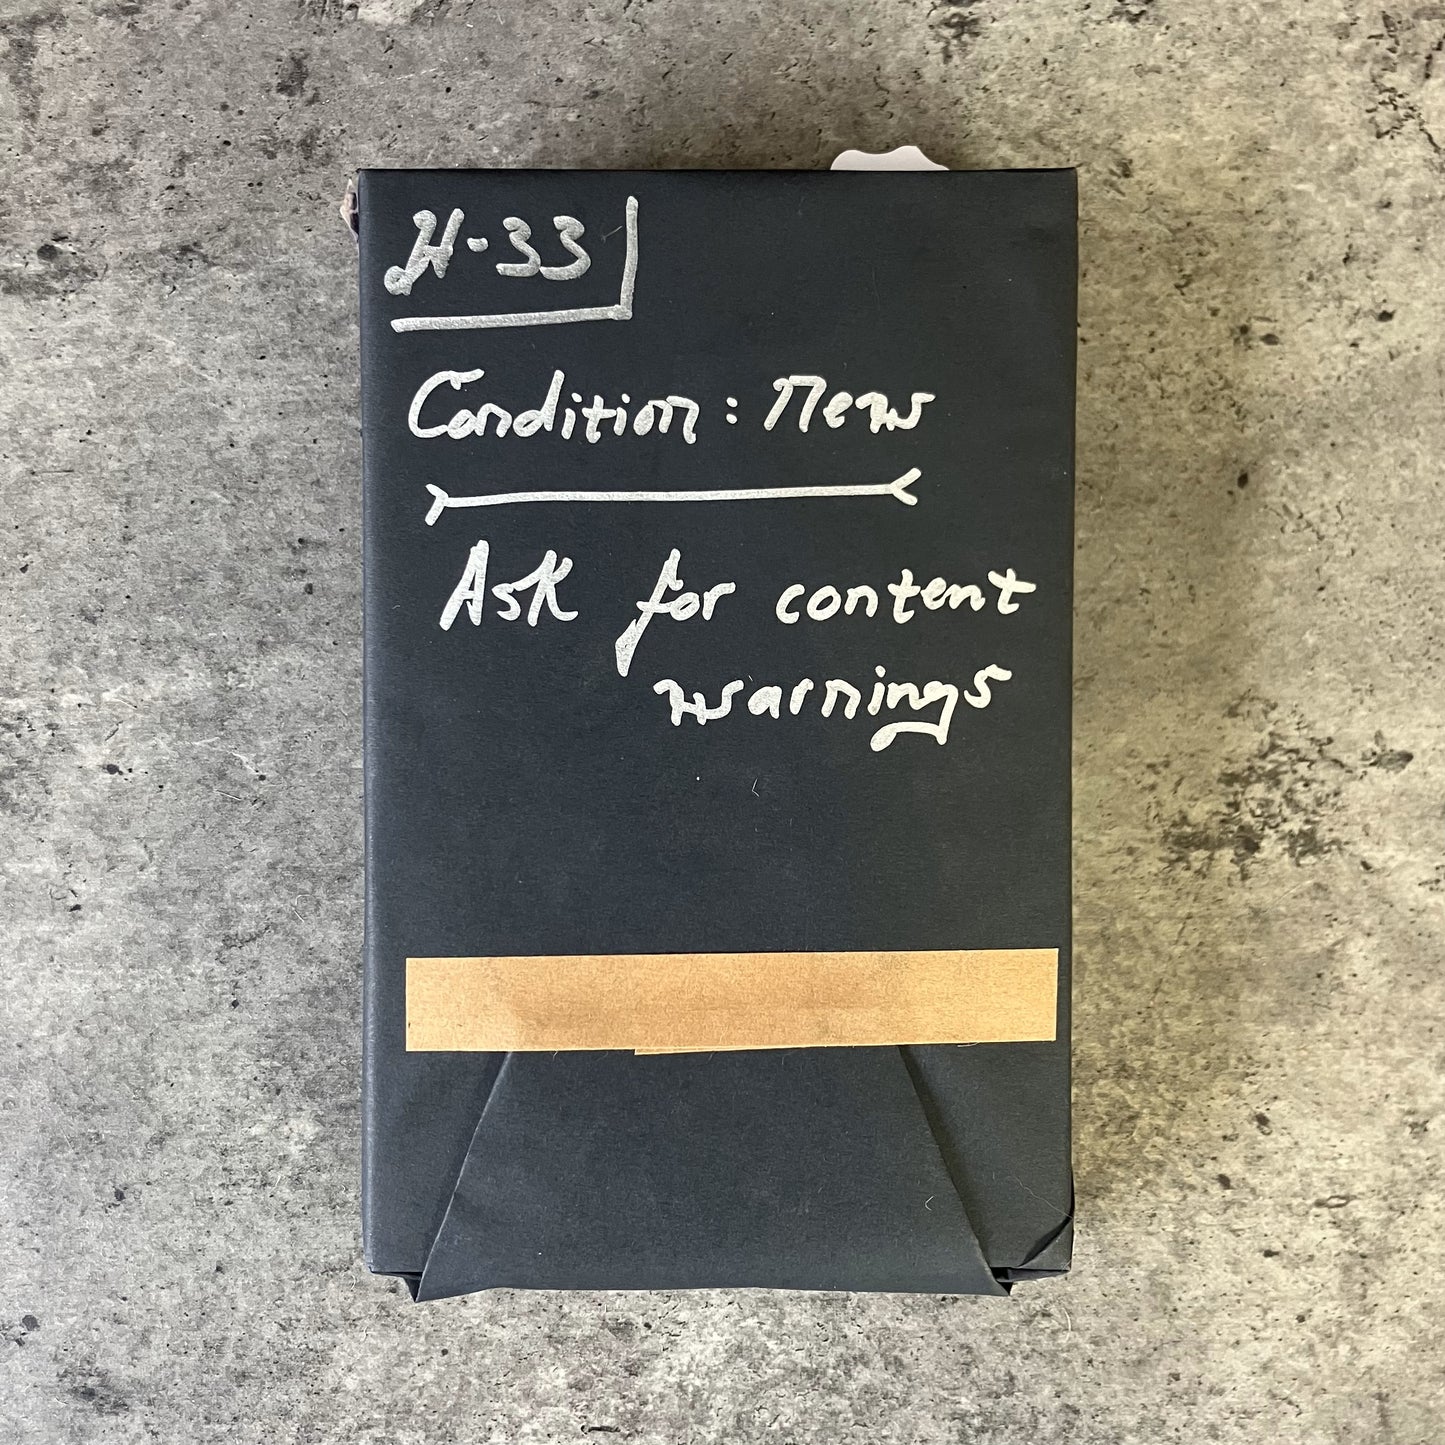 H-33
Condition: New
Ask for content
warnings